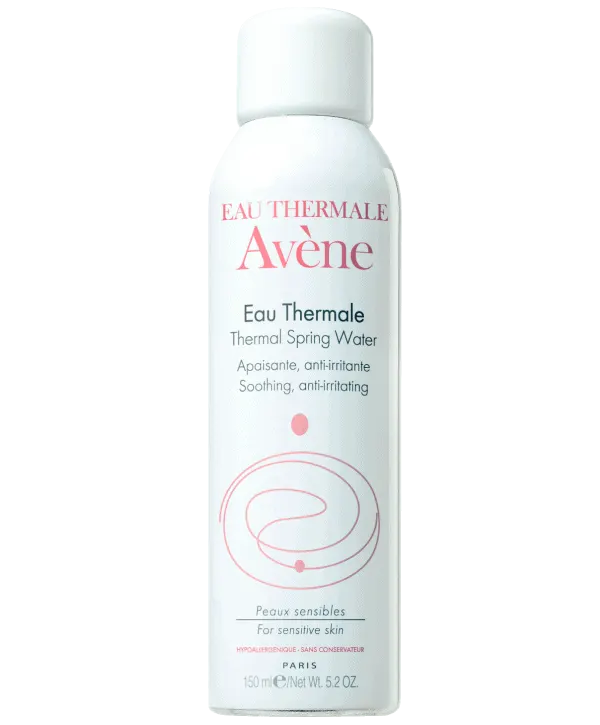 EAU THERMALE
Avène
Eau Thermale
Thermal Spring Water
Apaisante, anti-irritante
Soothing, anti-irritating
Peaux sensibles
For sensitive skin
HYPOALLERGÉNIQUE - SANS CONSERVATEUR
PARIS
150 ml ℮/Net Wt. 5.2 OZ.